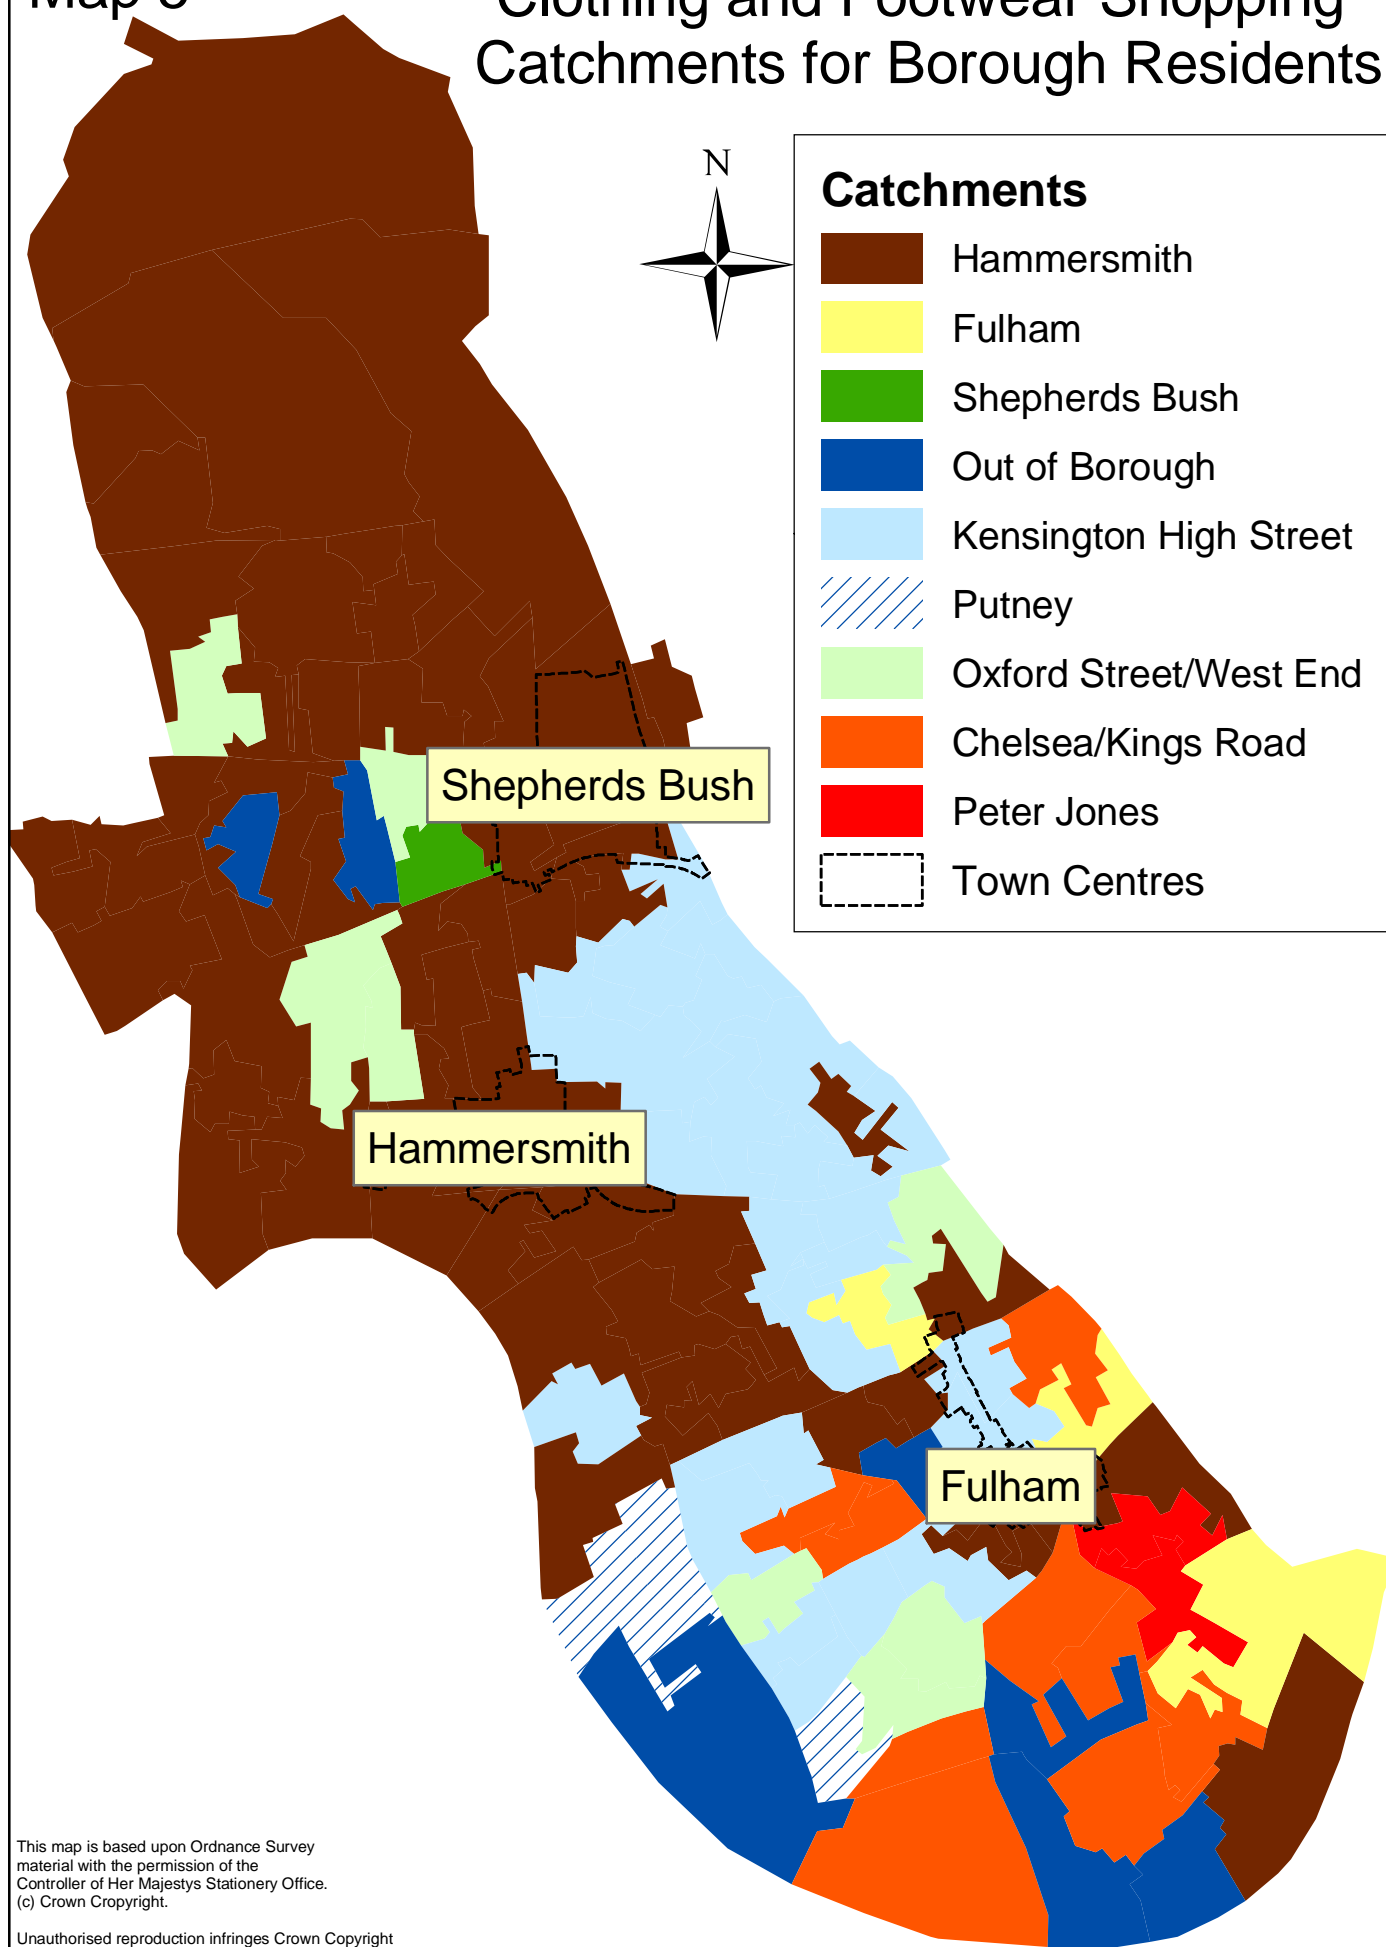 Map 3
Clothing and Footwear Shopping
Catchments for Borough Residents
N
Catchments
Hammersmith
Fulham
Shepherds Bush
Out of Borough
Kensington High Street
Putney
Oxford Street/West End
Chelsea/Kings Road
Peter Jones
Town Centres
Shepherds Bush
Hammersmith
Fulham
This map is based upon Ordnance Survey
material with the permission of the
Controller of Her Majestys Stationery Office.
(c) Crown Cropyright.
Unauthorised reproduction infringes Crown Copyright